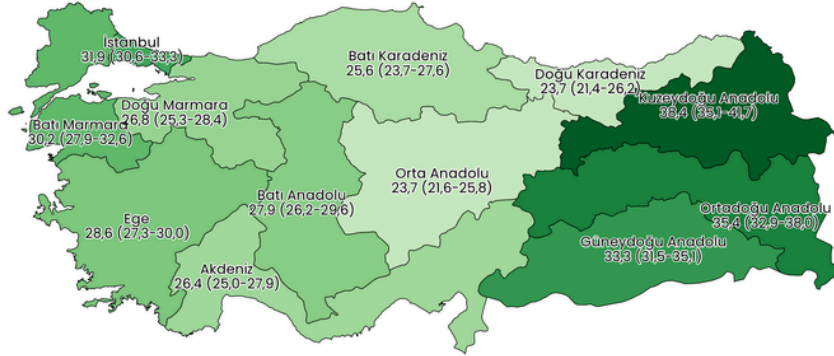 İstanbul
31,9 (30,6-33,3)
Batı Karadeniz
25,6 (23,7-27,6)
Doğu Karadeniz
23,7 (21,4-26,2)
Kuzeydoğu Anadolu
38,4 (35,1-41,7)
Doğu Marmara
26,8 (25,3-28,4)
Batı Marmara
30,2 (27,9-32,6)
Orta Anadolu
23,7 (21,6-25,8)
Batı Anadolu
27,9 (26,2-29,6)
Ortadoğu Anadolu
35,4 (32,9-38,0)
Ege
28,6 (27,3-30,0)
Güneydoğu Anadolu
33,3 (31,5-35,1)
Akdeniz
26,4 (25,0-27,9)